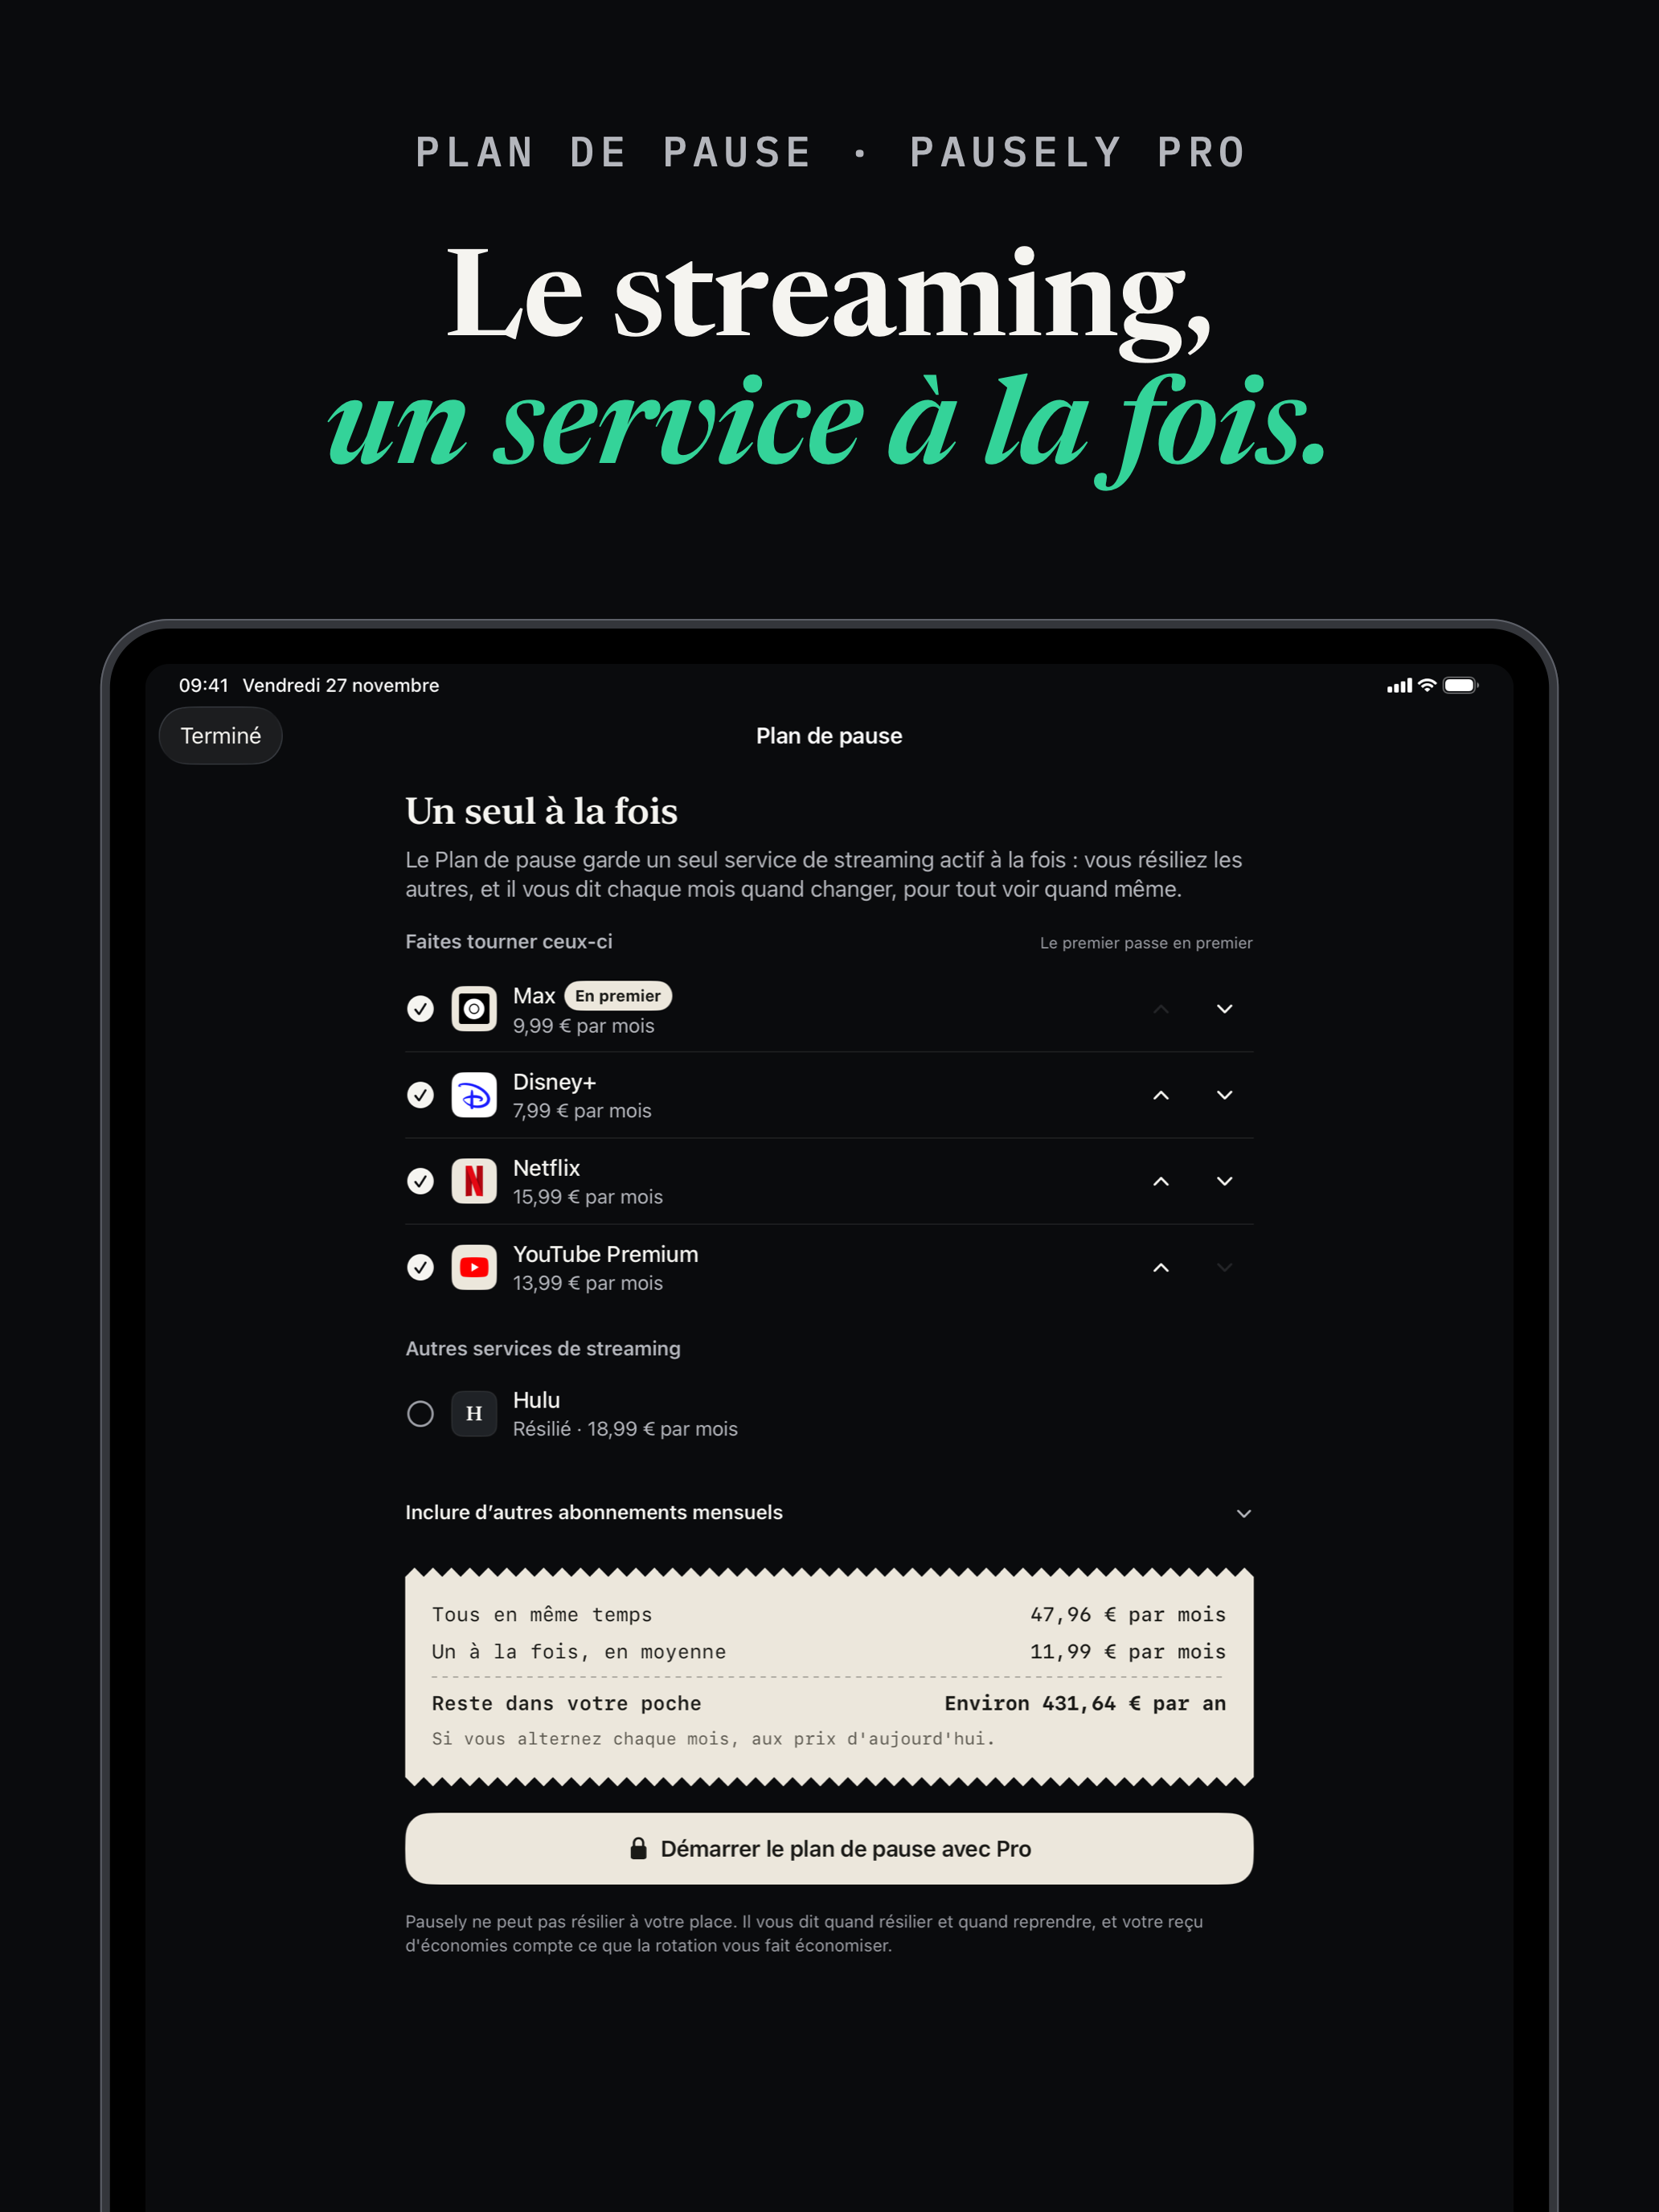 PLAN DE PAUSE · PAUSELY PRO
Le streaming,
un service à la fois.
09:41 Vendredi 27 novembre
Terminé
Plan de pause
Un seul à la fois
Le Plan de pause garde un seul service de streaming actif à la fois : vous résiliez les
autres, et il vous dit chaque mois quand changer, pour tout voir quand même.
Faites tourner ceux-ci
Le premier passe en premier
Max En premier
9,99 € par mois
Disney+
7,99 € par mois
N
Netflix
15,99 € par mois
YouTube Premium
13,99 € par mois
Autres services de streaming
H
Hulu
Résilié · 18,99 € par mois
Inclure d’autres abonnements mensuels
Tous en même temps 47,96 € par mois
Un à la fois, en moyenne 11,99 € par mois
Reste dans votre poche Environ 431,64 € par an
Si vous alternez chaque mois, aux prix d'aujourd'hui.
Démarrer le plan de pause avec Pro
Pausely ne peut pas résilier à votre place. Il vous dit quand résilier et quand reprendre, et votre reçu
d'économies compte ce que la rotation vous fait économiser.